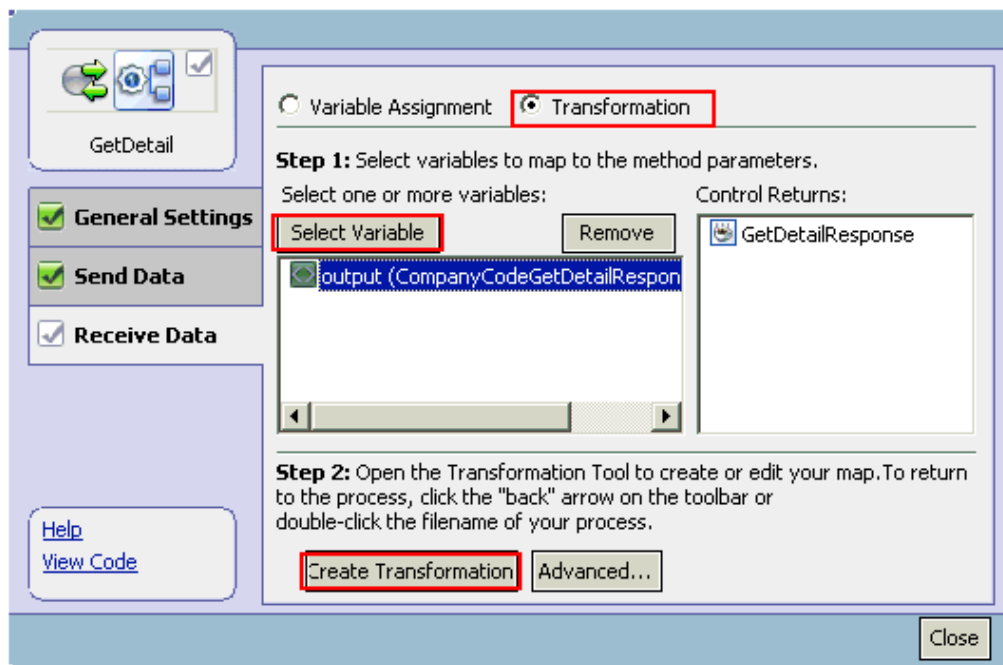 GetDetail
General Settings
Send Data
Receive Data
Help
View Code
Variable Assignment
Transformation
Step 1: Select variables to map to the method parameters.
Select one or more variables:
Control Returns:
Select Variable
Remove
output (CompanyCodeGetDetailRespon
GetDetailResponse
Step 2: Open the Transformation Tool to create or edit your map.To return
to the process, click the "back" arrow on the toolbar or
double-click the filename of your process.
Create Transformation
Advanced...
Close